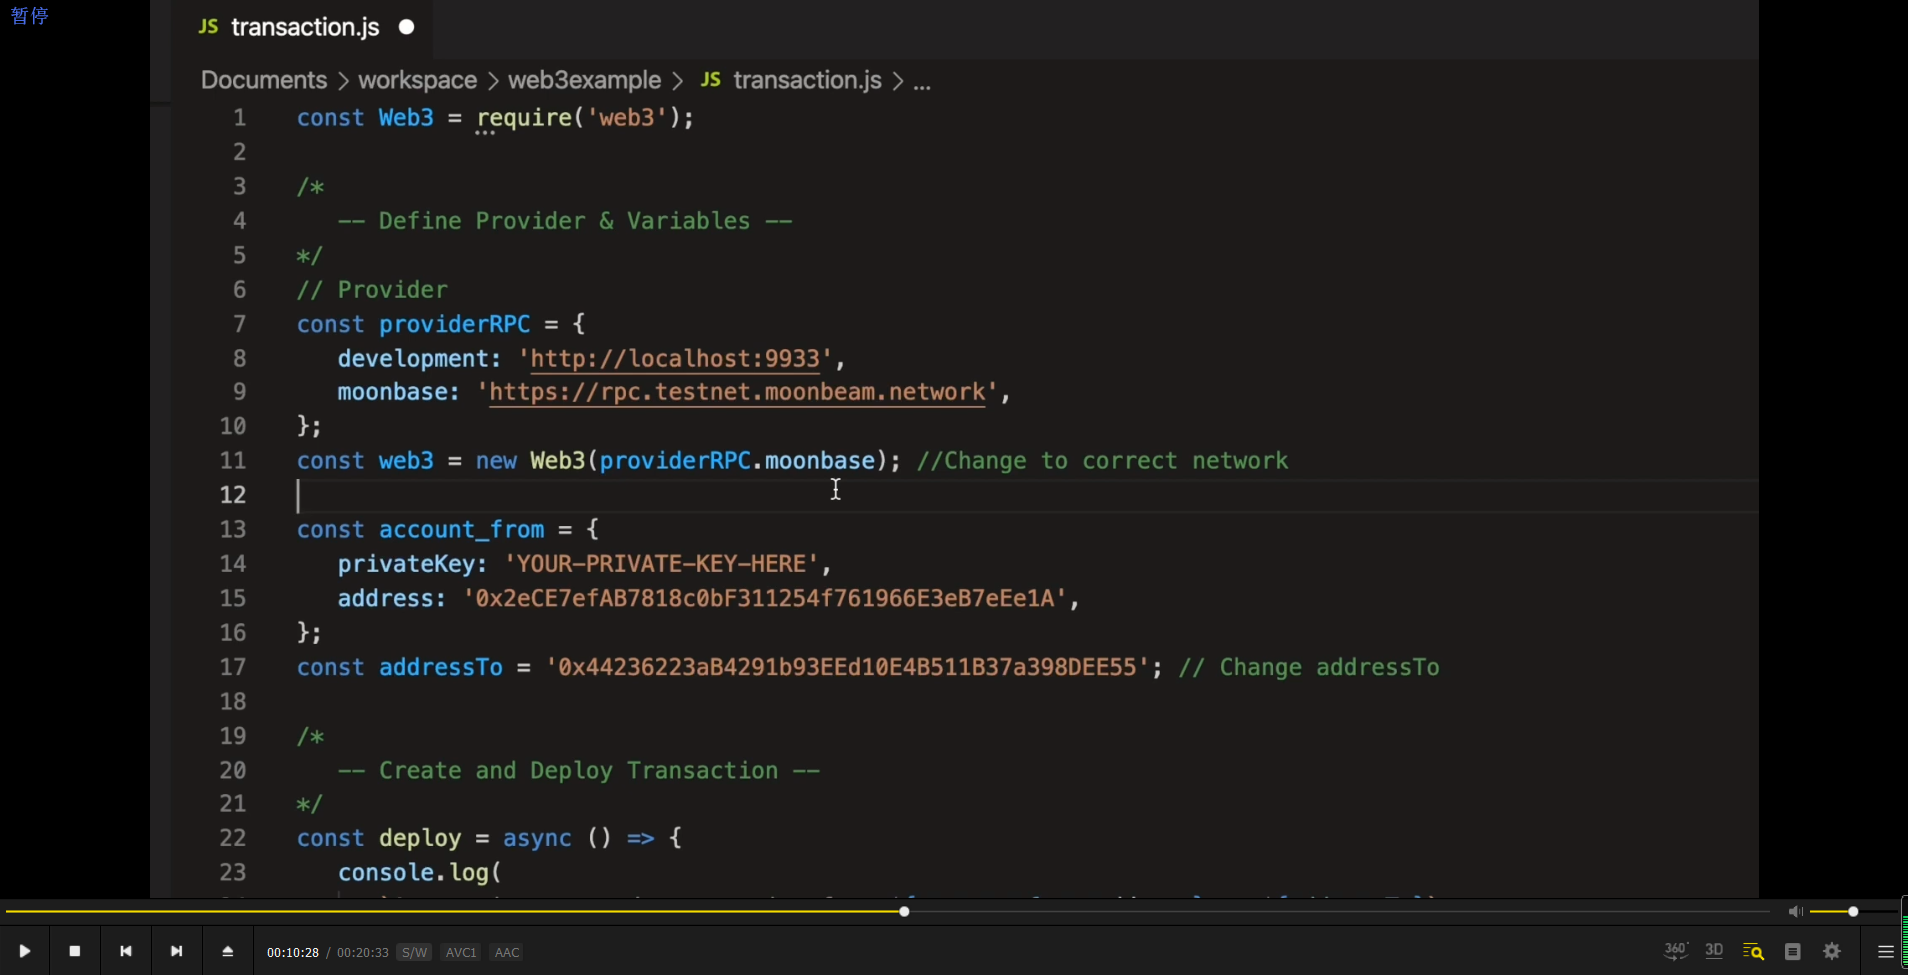 暂停
JS transaction.js
Documents > workspace > web3example > JS transaction.js > ...
1 const Web3 = require('web3');
2
3 /*
4 -- Define Provider & Variables --
5 */
6 // Provider
7 const providerRPC = {
8 development: 'http://localhost:9933',
9 moonbase: 'https://rpc.testnet.moonbeam.network',
10 };
11 const web3 = new Web3(providerRPC.moonbase); //Change to correct network
12
13 const account_from = {
14 privateKey: 'YOUR-PRIVATE-KEY-HERE',
15 address: '0x2eCE7efAB7818c0bF311254f761966E3eB7eEe1A',
16 };
17 const addressTo = '0x44236223aB4291b93EEd10E4B511B37a398DEE55'; // Change addressTo
18
19 /*
20 -- Create and Deploy Transaction --
21 */
22 const deploy = async () => {
23 console.log(
00:10:28 / 00:20:33 S/W AVC1 AAC
360° 3D